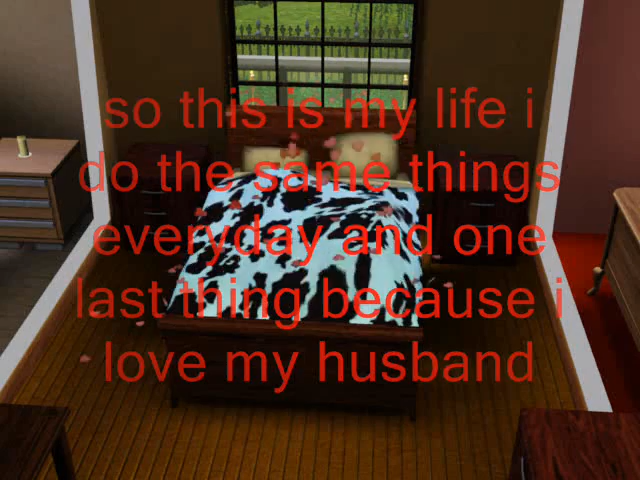 so this is my life i
do the same things
everyday and one
last thing because i
love my husband